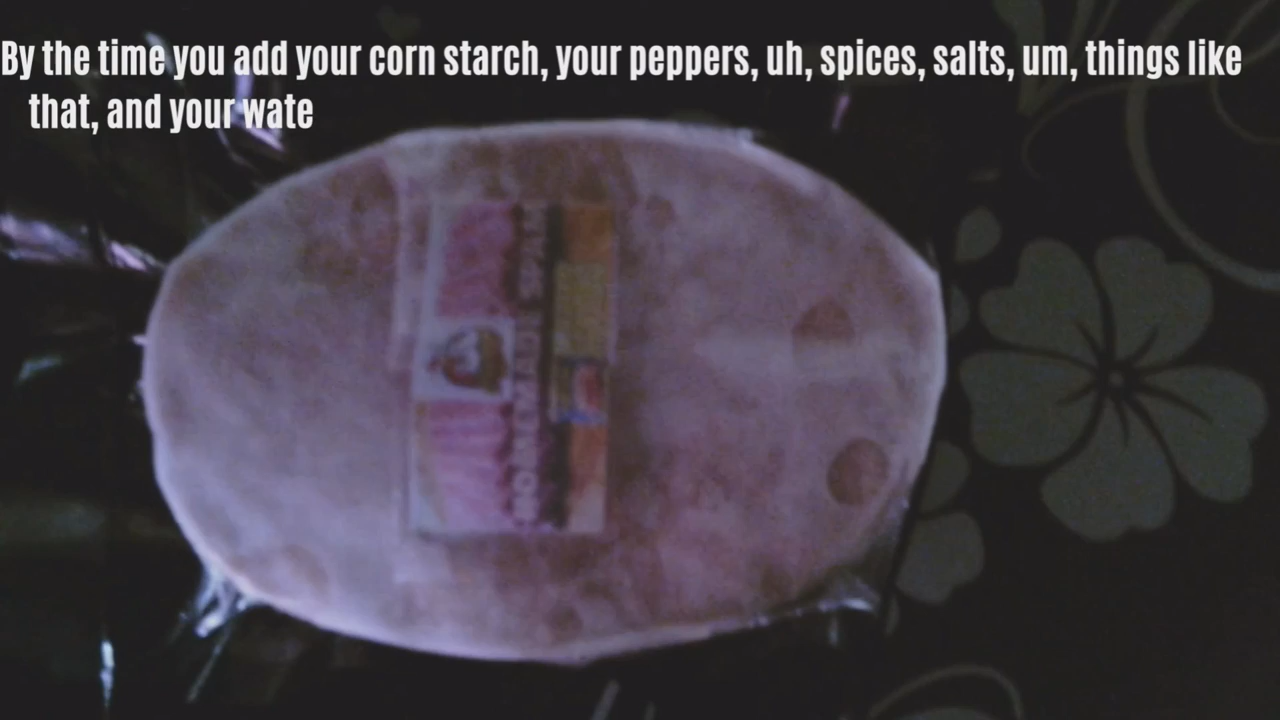 By the time you add your corn starch, your peppers, uh, spices, salts, um, things like
that, and your wate